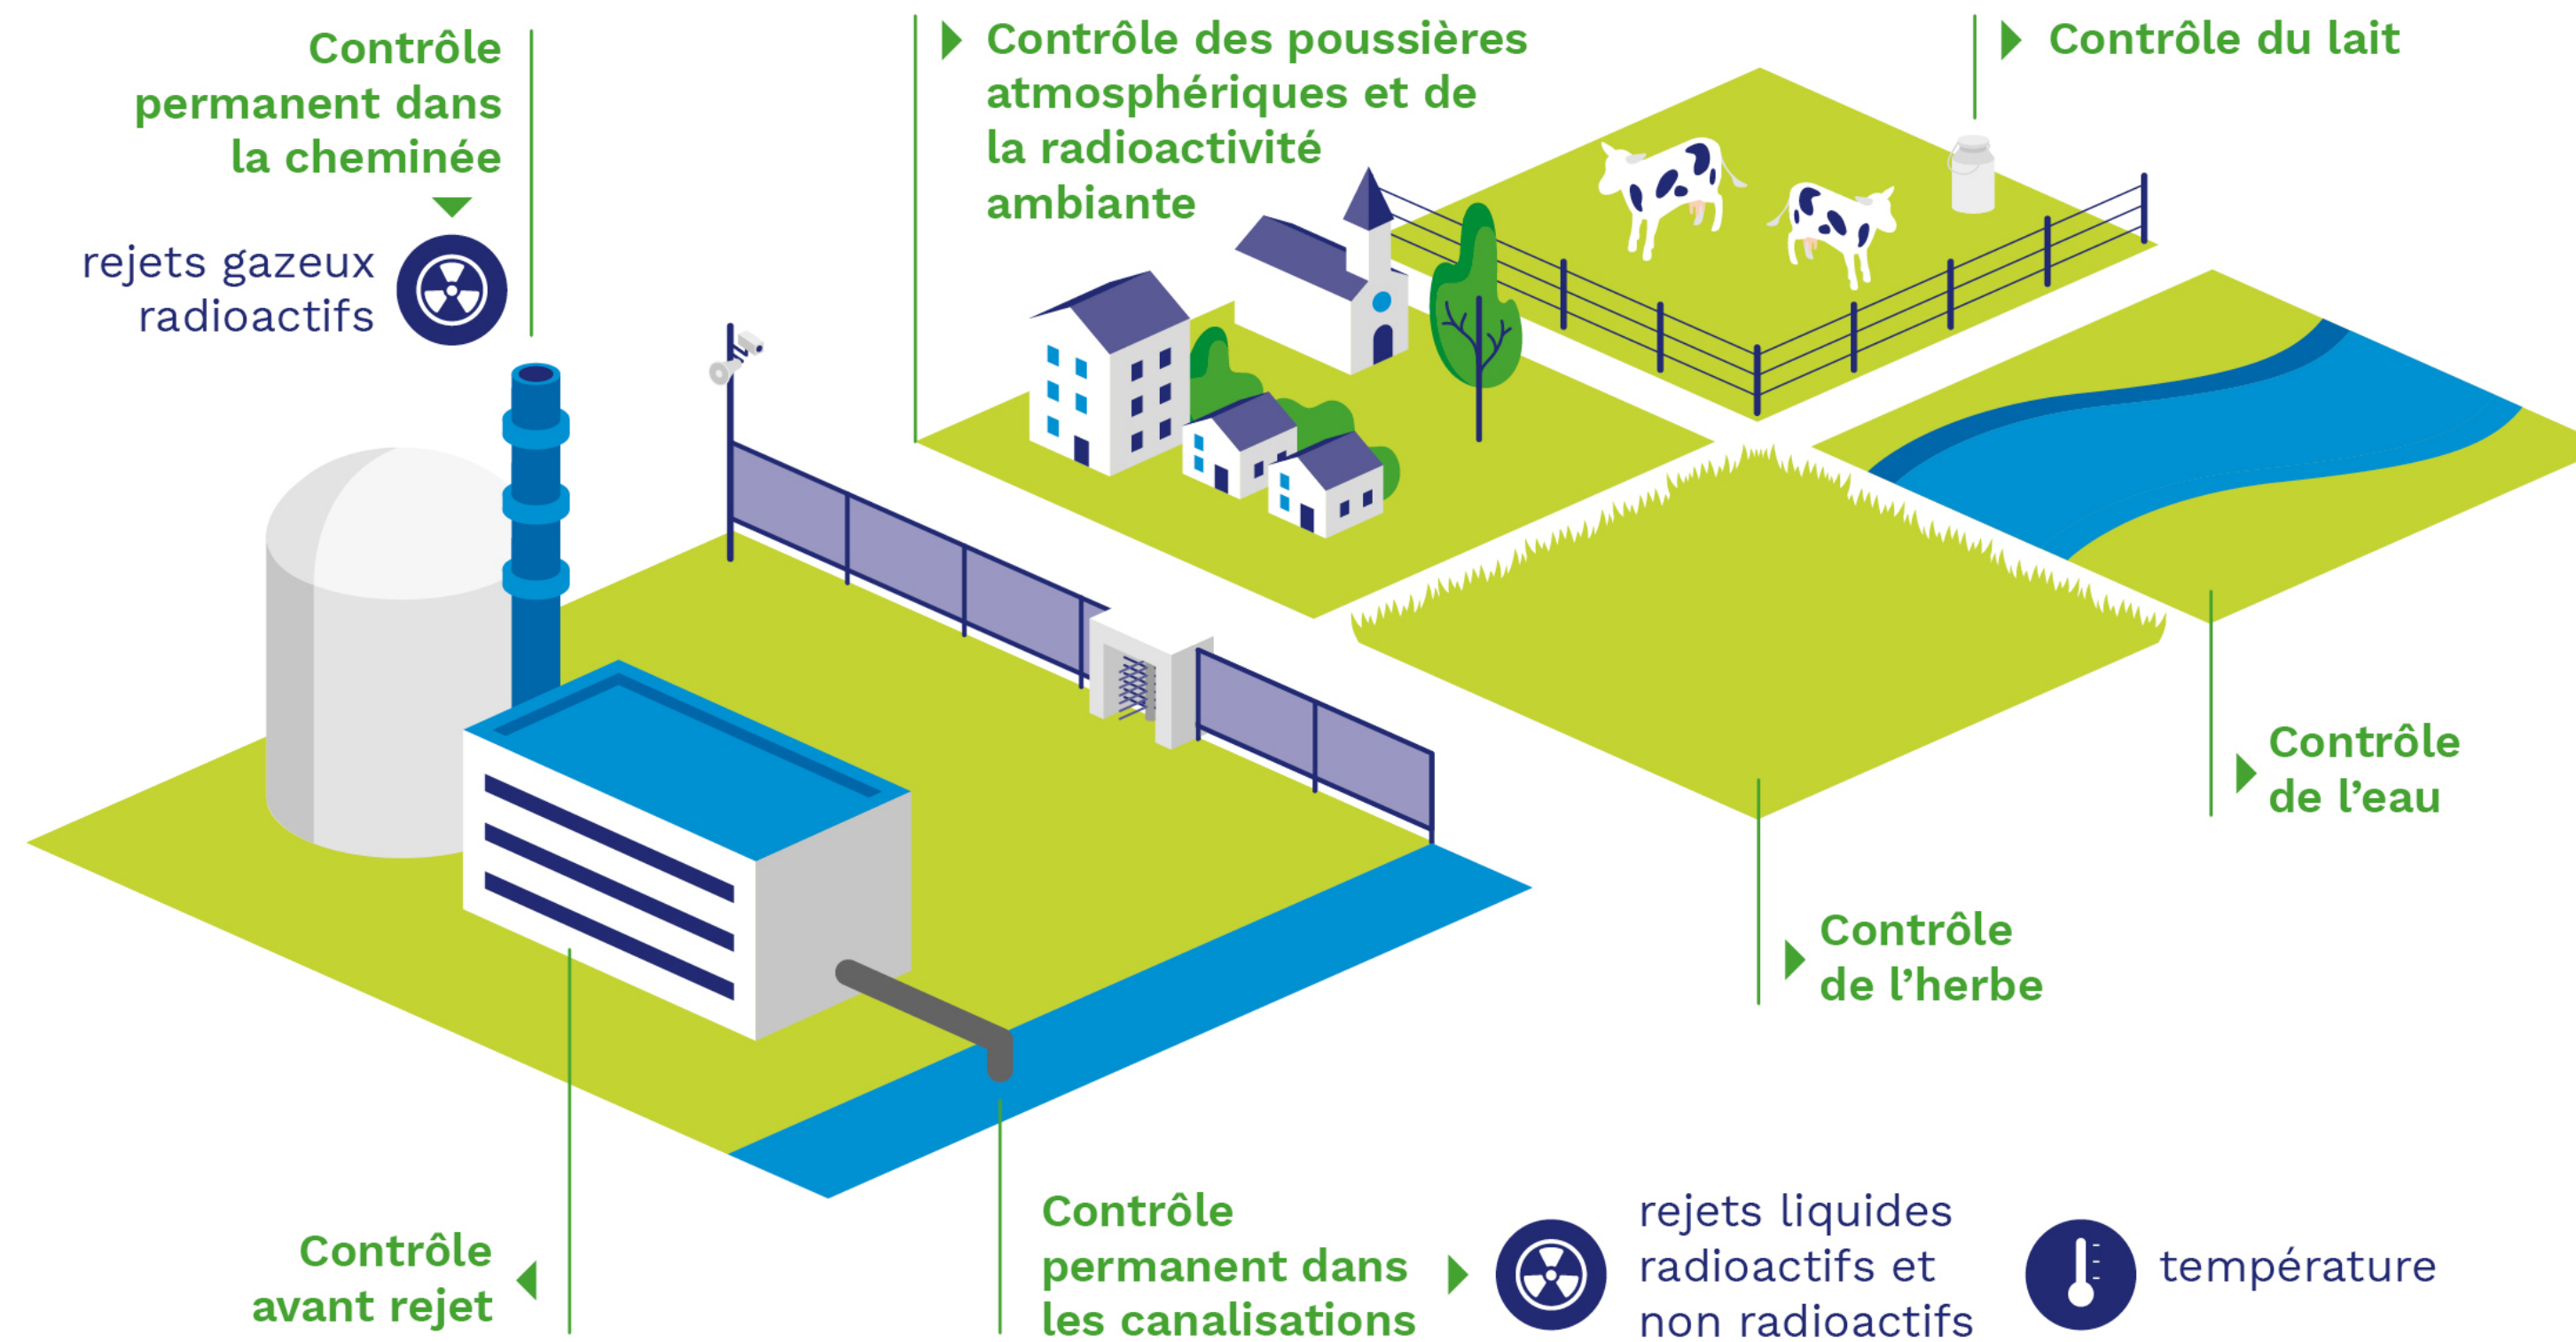 Contrôle
permanent dans
la cheminée
rejets gazeux
radioactifs
Contrôle des poussières
atmosphériques et de
la radioactivité
ambiante
Contrôle du lait
Contrôle
de l’eau
Contrôle
de l’herbe
Contrôle
avant rejet
Contrôle
permanent dans
les canalisations
rejets liquides
radioactifs et
non radioactifs
température